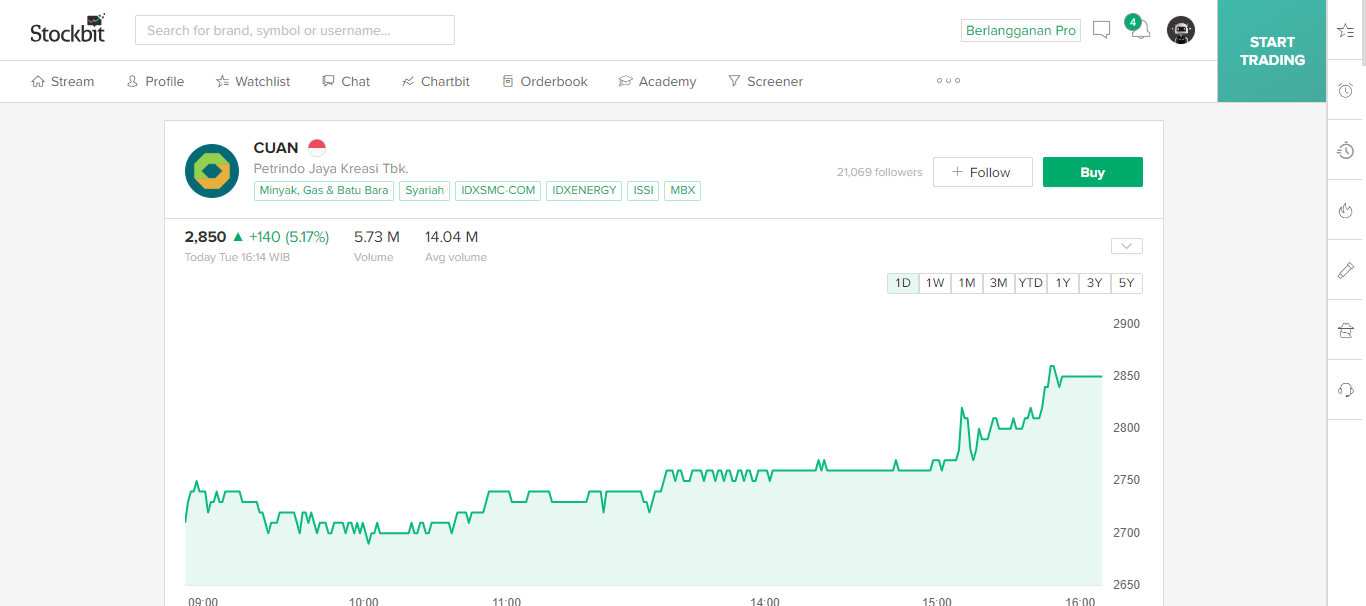 Stockbit
Search for brand, symbol or username...
Berlangganan Pro
4
START
TRADING
Stream
Profile
Watchlist
Chat
Chartbit
Orderbook
Academy
Screener
CUAN
Petrindo Jaya Kreasi Tbk.
Minyak, Gas & Batu Bara
Syariah
IDXSMC-COM
IDXENERGY
ISSI
MBX
21,069 followers
+ Follow
Buy
2,850 ▲ +140 (5.17%)
Today Tue 16:14 WIB
5.73 M
Volume
14.04 M
Avg volume
1D
1W
1M
3M
YTD
1Y
3Y
5Y
2900
2850
2800
2750
2700
2650
09:00
10:00
11:00
14:00
15:00
16:00